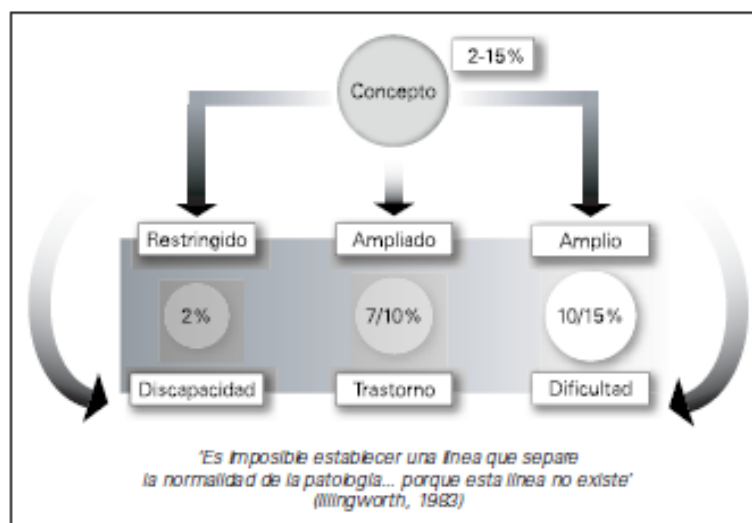 2-15%
Concepto
Restringido
Ampliado
Amplio
2%
7/10%
10/15%
Discapacidad
Trastorno
Dificultad
"Es imposible establecer una línea que separe
la normalidad de la patología... porque esta línea no existe"
(Illingworth, 1983)